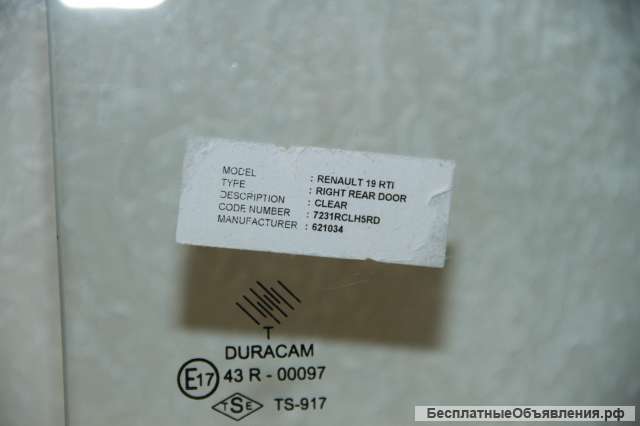 MODEL : RENAULT 19 RTI
TYPE : RIGHT REAR DOOR
DESCRIPTION : CLEAR
CODE NUMBER : 7231RCLH5RD
MANUFACTURER : 621034
T
DURACAM
E17 43 R - 00097
TSE TS-917
БесплатныеОбъявления.рф